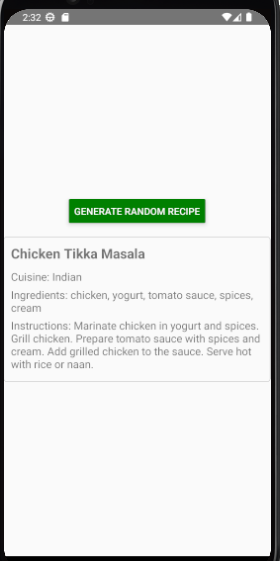 2:32
GENERATE RANDOM RECIPE
Chicken Tikka Masala
Cuisine: Indian
Ingredients: chicken, yogurt, tomato sauce, spices,
cream
Instructions: Marinate chicken in yogurt and spices.
Grill chicken. Prepare tomato sauce with spices and
cream. Add grilled chicken to the sauce. Serve hot
with rice or naan.